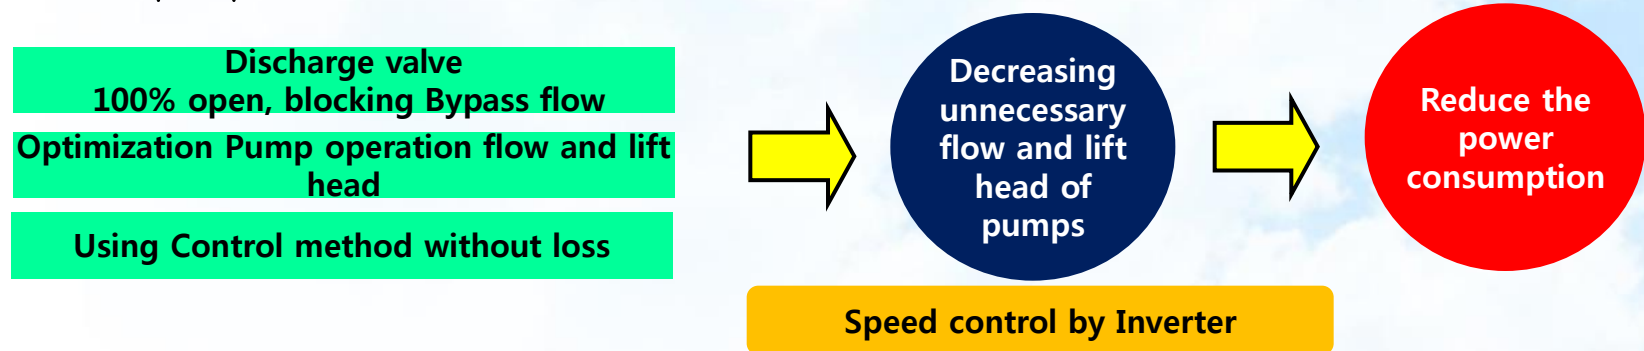 Discharge valve
100% open, blocking Bypass flow
Optimization Pump operation flow and lift
head
Using Control method without loss
Decreasing
unnecessary
flow and lift
head of
pumps
Reduce the
power
consumption
Speed control by Inverter